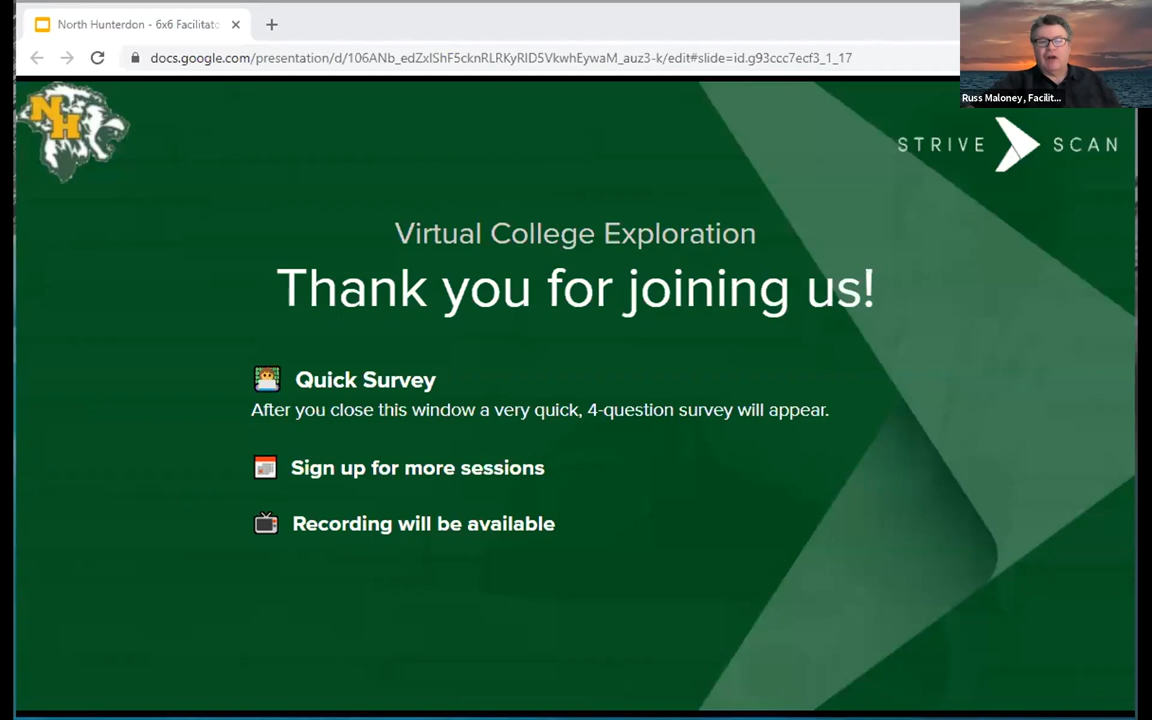 North Hunterdon - 6x6 Facilitato
docs.google.com/presentation/d/106ANb_edZxIShF5cknRLRKyRID5VkwhEywaM_auz3-k/edit#slide=id.g93ccc7ecf3_1_17
Russ Maloney, Facilit...
NH
STRIVE SCAN
Virtual College Exploration
Thank you for joining us!
Quick Survey
After you close this window a very quick, 4-question survey will appear.
Sign up for more sessions
Recording will be available